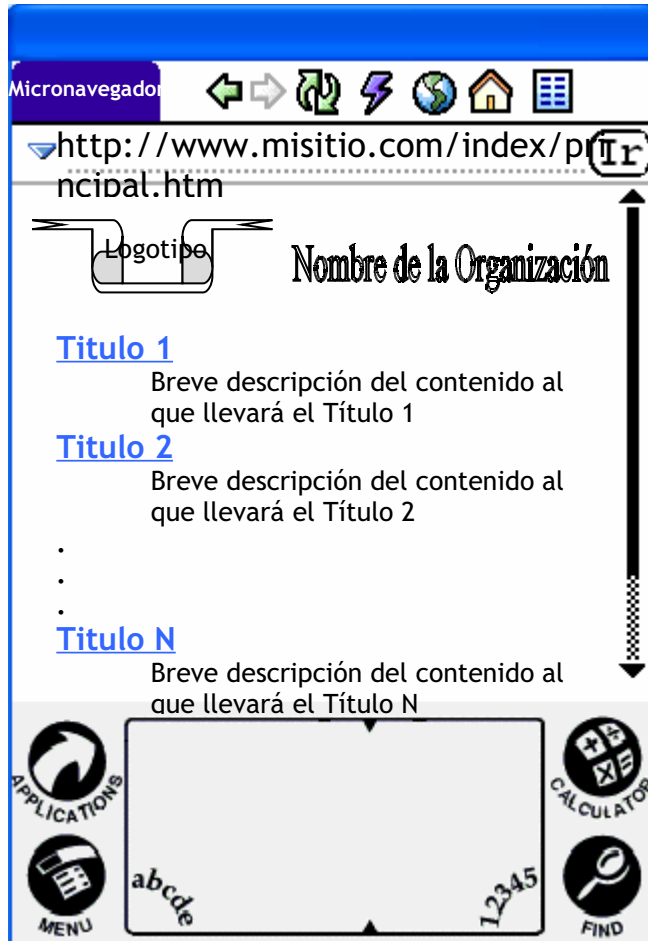 Micronavegador
http://www.misitio.com/index/pri
ncipal.htm
Ir
Logotipo
Nombre de la Organización
Titulo 1
Breve descripción del contenido al
que llevará el Título 1
Titulo 2
Breve descripción del contenido al
que llevará el Título 2
.
.
.
Titulo N
Breve descripción del contenido al
que llevará el Título N
APPLICATIONS
CALCULATOR
abcde
12345
MENU
FIND